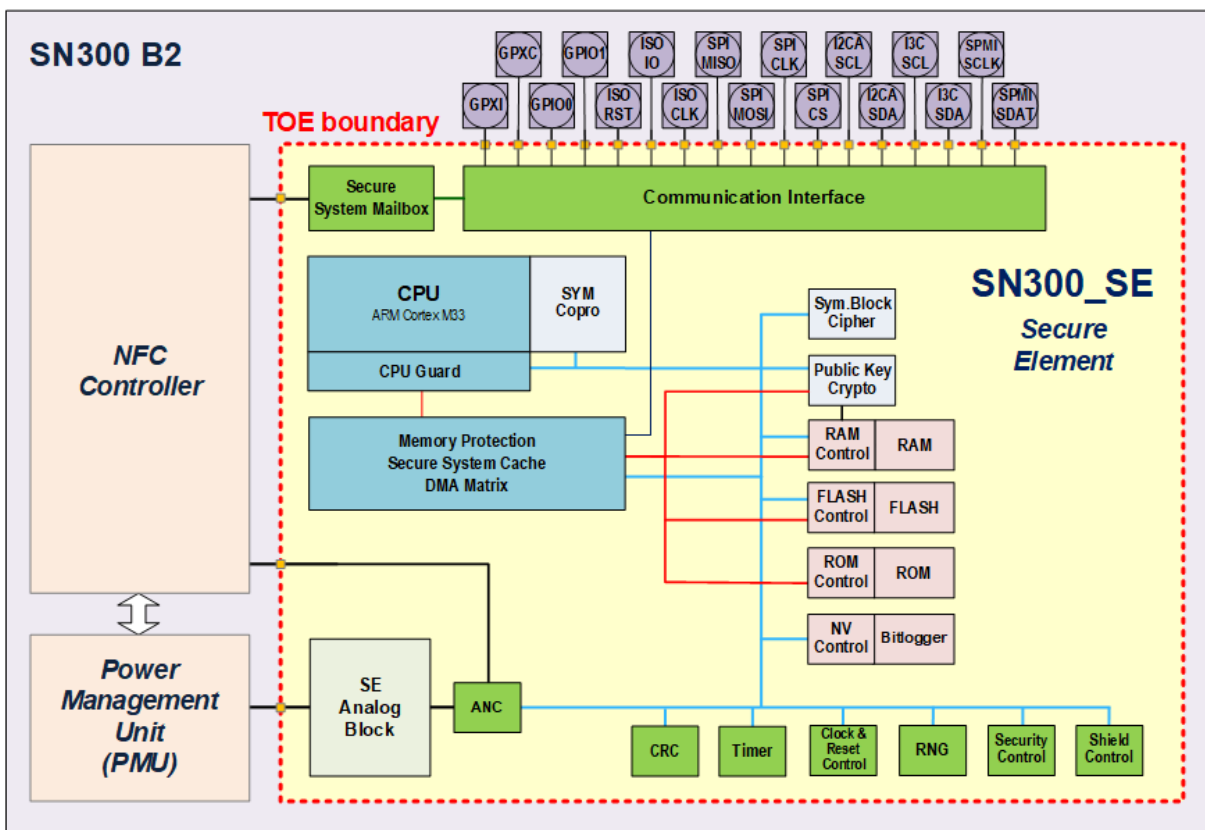 SN300 B2
GPXC
GPIO1
ISO
IO
SPI
MISO
SPI
CLK
I2CA
SCL
I3C
SCL
SPMI
SCLK
GPXI
GPIO0
ISO
RST
ISO
CLK
SPI
MOSI
SPI
CS
I2CA
SDA
I3C
SDA
SPMI
SDAT
TOE boundary
Secure
System Mailbox
Communication Interface
NFC
Controller
CPU
ARM Cortex M33
SYM
Copro
CPU Guard
SN300_SE
Secure
Element
Sym.Block
Cipher
Public Key
Crypto
Memory Protection
Secure System Cache
DMA Matrix
RAM
Control
RAM
FLASH
Control
FLASH
ROM
Control
ROM
NV
Control
Bitlogger
Power
Management
Unit
(PMU)
SE
Analog
Block
ANC
CRC
Timer
Clock &
Reset
Control
RNG
Security
Control
Shield
Control